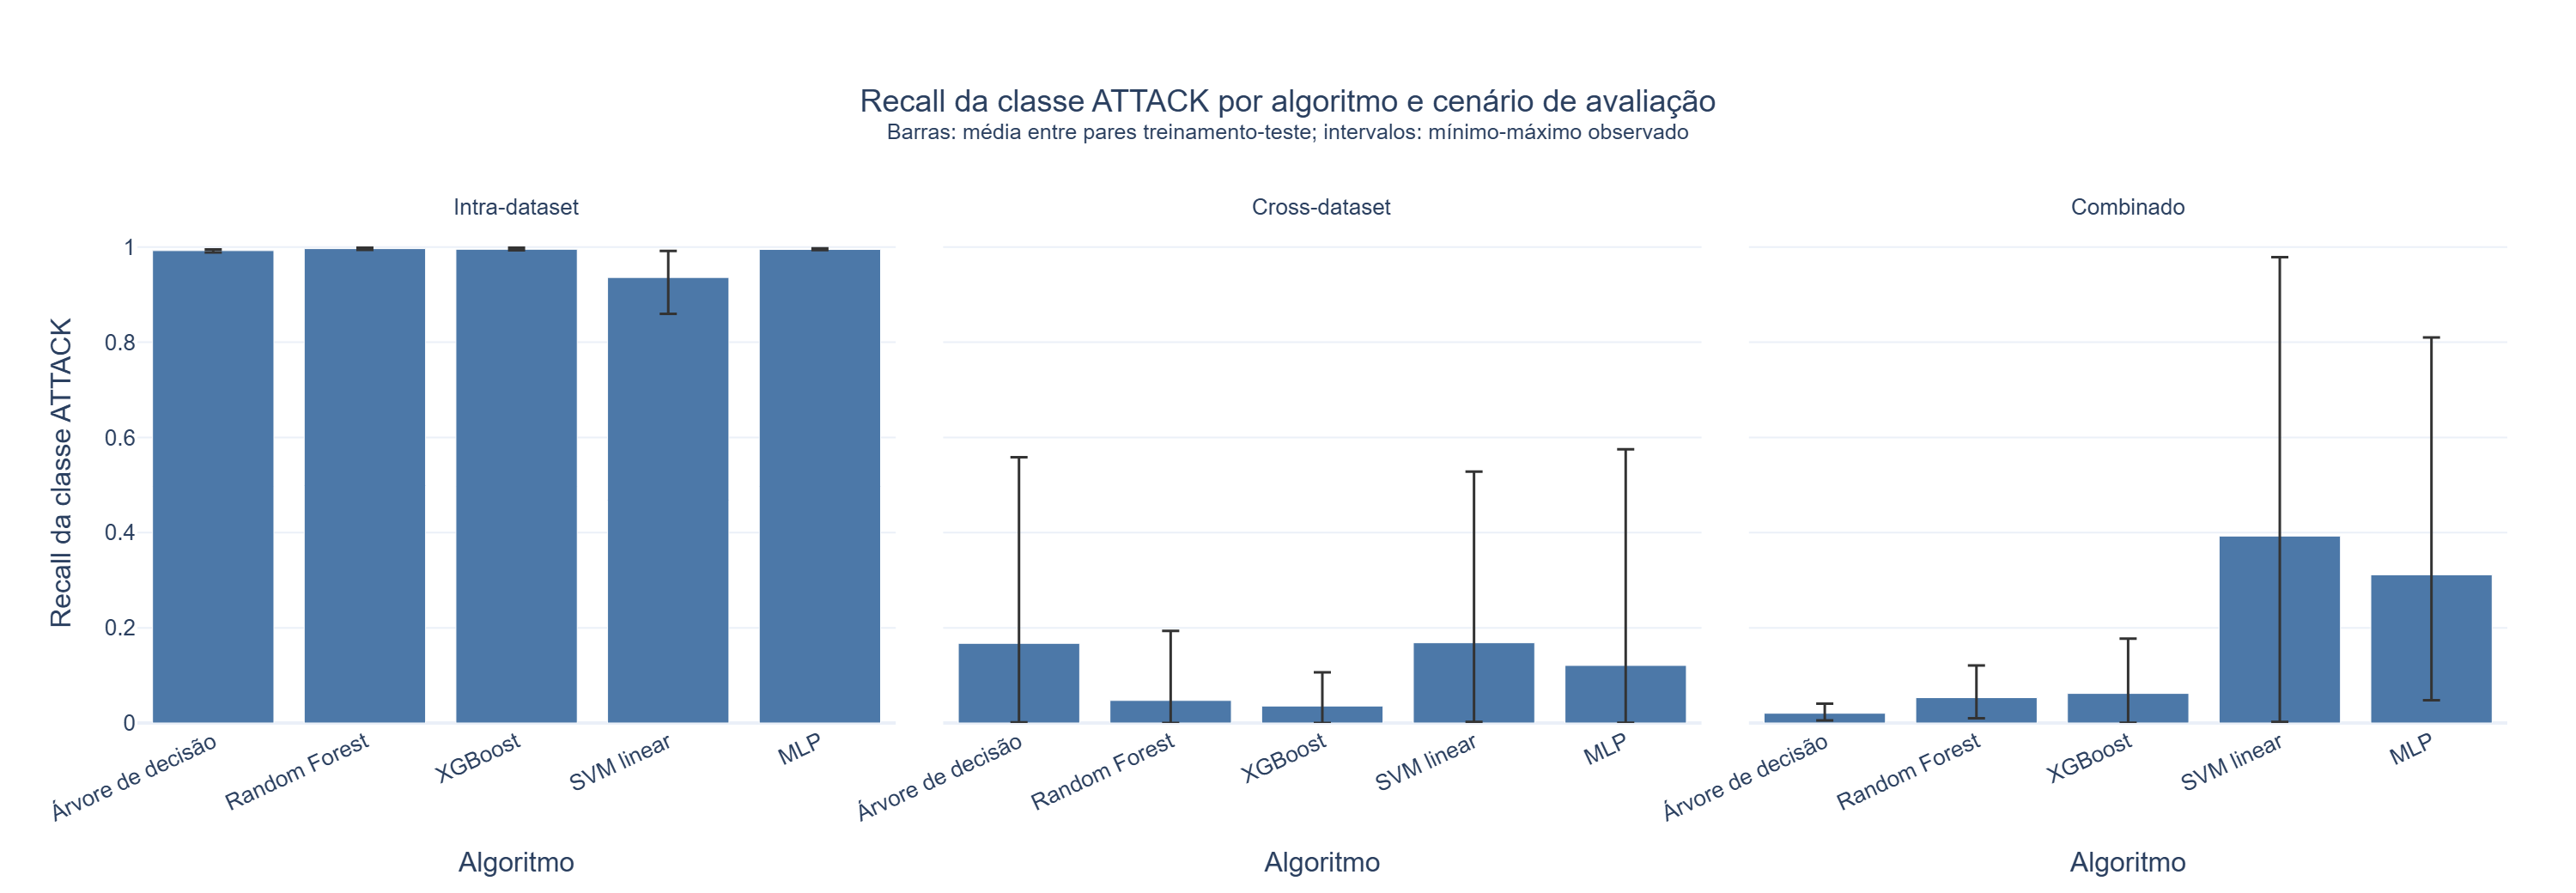 Recall da classe ATTACK por algoritmo e cenário de avaliação
Barras: média entre pares treinamento-teste; intervalos: mínimo-máximo observado
Intra-dataset
Cross-dataset
Combinado
Recall da classe ATTACK
1
0.8
0.6
0.4
0.2
0
Árvore de decisão
Random Forest
XGBoost
SVM linear
MLP
Árvore de decisão
Random Forest
XGBoost
SVM linear
MLP
Árvore de decisão
Random Forest
XGBoost
SVM linear
MLP
Algoritmo
Algoritmo
Algoritmo